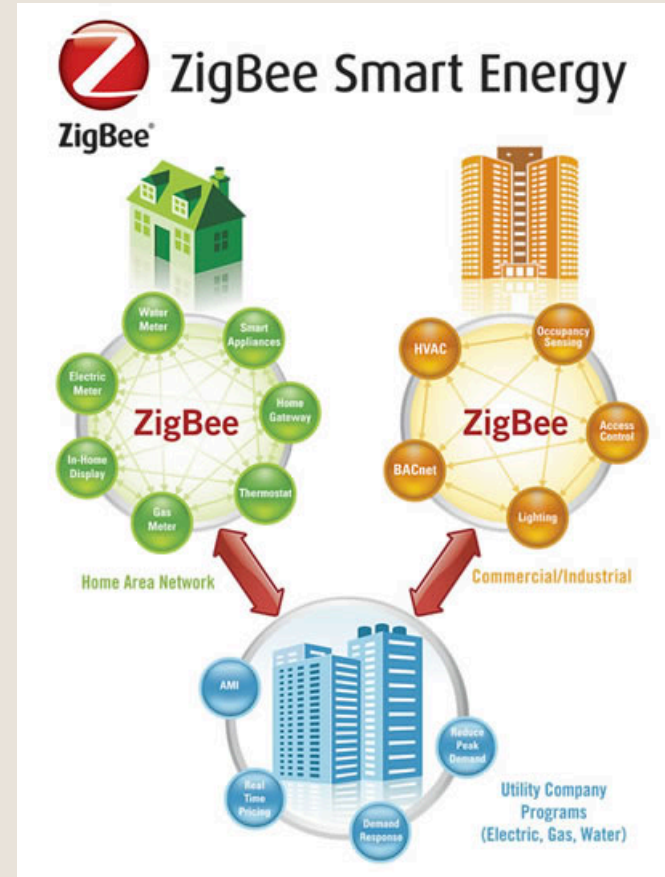 ZigBee Smart Energy
ZigBee®
Water
Meter
Smart
Appliances
Electric
Meter
Home
Gateway
ZigBee
In-Home
Display
Thermostat
Gas
Meter
HVAC
Occupancy
Sensing
ZigBee
Access
Control
BACnet
Lighting
Home Area Network
Commercial/Industrial
AMI
Reduce
Peak
Demand
Real
Time
Pricing
Demand
Response
Utility Company
Programs
(Electric, Gas, Water)